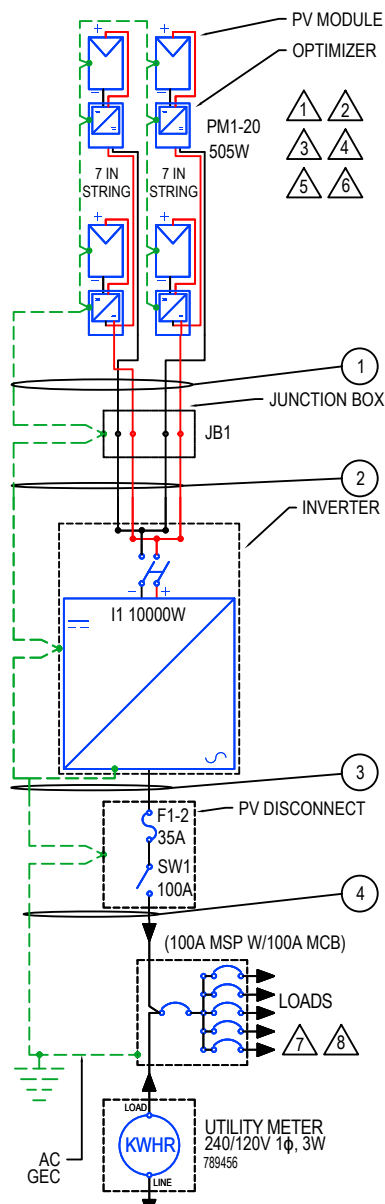 PV MODULE
OPTIMIZER
+ +
− −
PM1-20
505W
1 2
3 4
5 6
7 IN
STRING
7 IN
STRING
+ +
− −
1
JUNCTION BOX
JB1
2
INVERTER
− +
I1 10000W
3
PV DISCONNECT
F1-2
35A
SW1
100A
4
(100A MSP W/100A MCB)
LOADS
7 8
LOAD
KWHR
LINE
UTILITY METER
240/120V 1ϕ, 3W
789456
AC
GEC